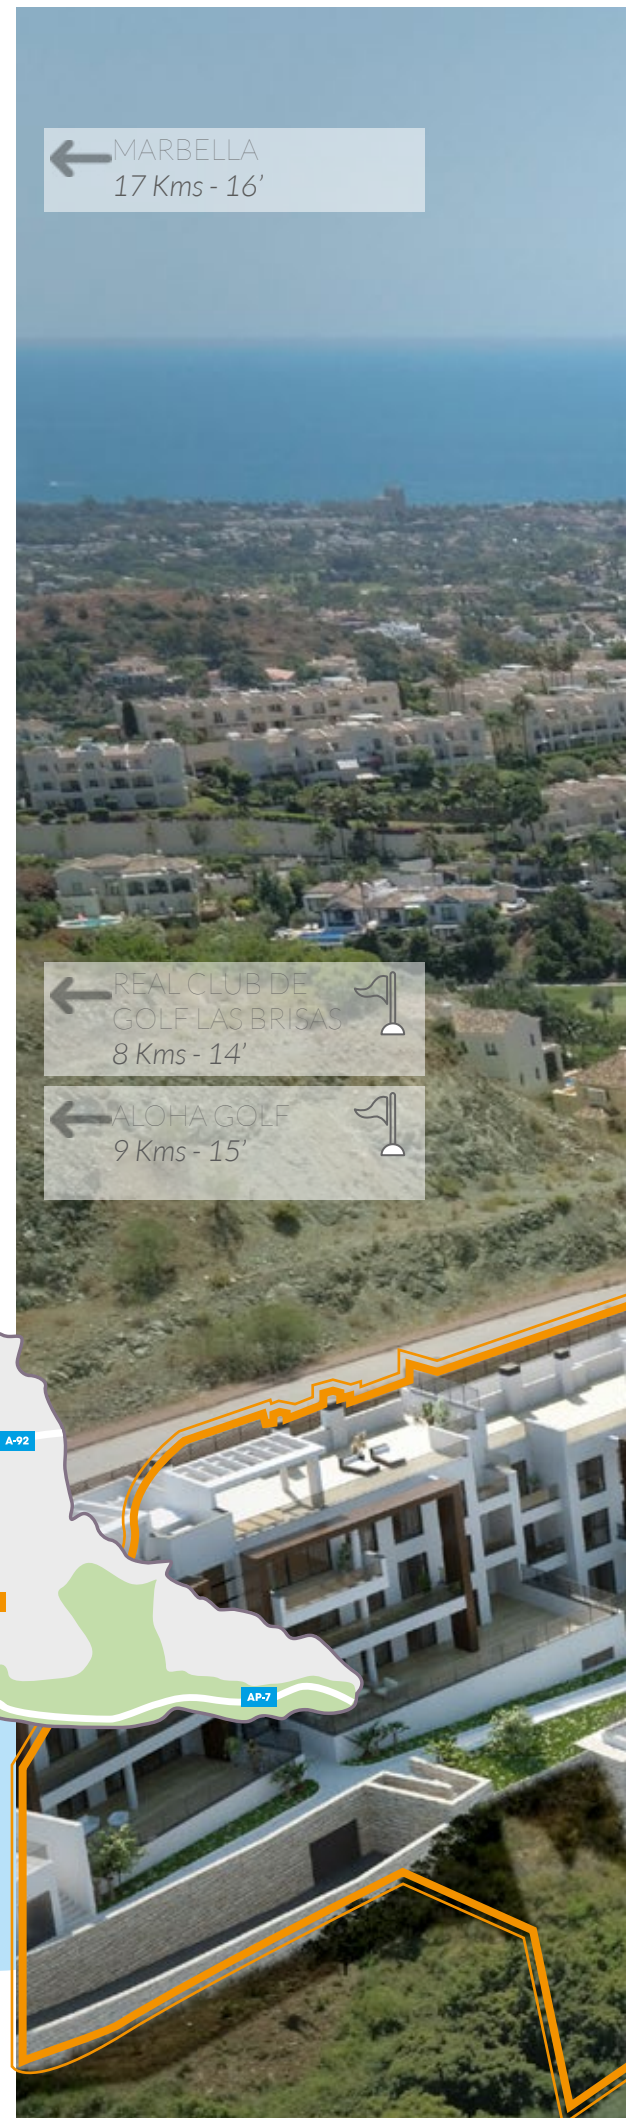 MARBELLA
17 Kms - 16’
REAL CLUB DE
GOLF LAS BRISAS
8 Kms - 14’
ALOHA GOLF
9 Kms - 15’
A-92
AP-7